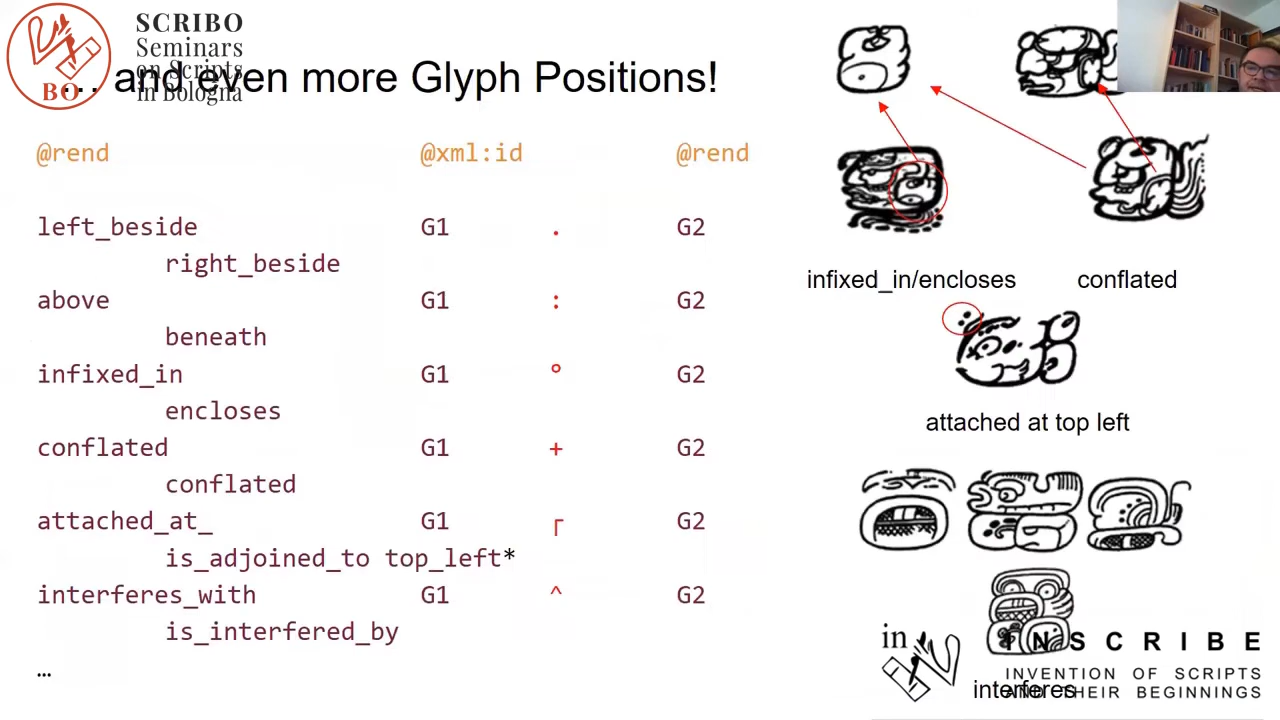 SCRIBO
Seminars
on Scripts
in Bologna
BO
… and even more Glyph Positions!
@rend @xml:id @rend
left_beside G1 . G2
right_beside
above G1 : G2
beneath
infixed_in G1 ° G2
encloses
conflated G1 + G2
conflated
attached_at_ G1 ┌ G2
is_adjoined_to top_left*
interferes_with G1 ^ G2
is_interfered_by
…
infixed_in/encloses conflated
attached at top left
interferes
in
INSCRIBE
INVENTION OF SCRIPTS
AND THEIR BEGINNINGS